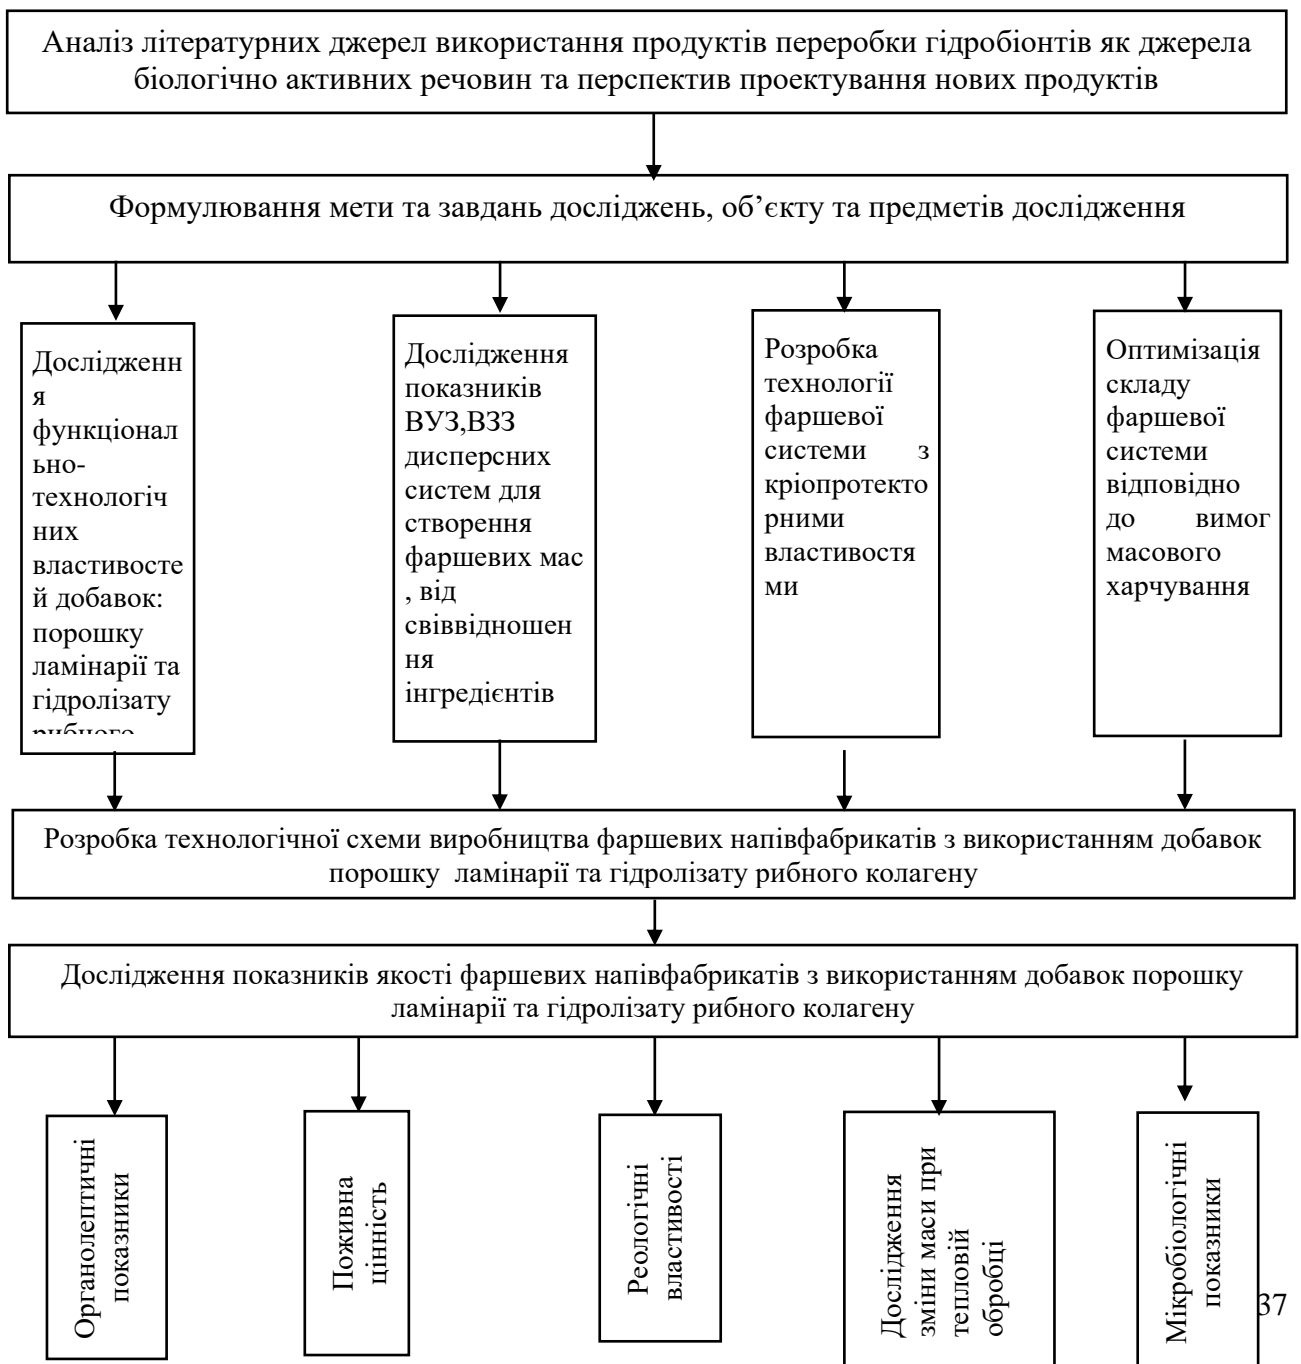 Аналіз літературних джерел використання продуктів переробки гідробіонтів як джерела
біологічно активних речовин та перспектив проектування нових продуктів
Формулювання мети та завдань досліджень, об’єкту та предметів дослідження
Дослідженн
я
функціонал
ьно-
технологіч
них
властивосте
й добавок:
порошку
ламінарії та
гідролізату
рибного
Дослідження
показників
ВУЗ,ВЗЗ
дисперсних
систем для
створення
фаршевих мас
, від
свіввідношен
ня
інгредієнтів
Розробка
технології
фаршевої
системи з
кріопротекто
рними
властивостя
ми
Оптимізація
складу
фаршевої
системи
відповідно
до вимог
масового
харчування
Розробка технологічної схеми виробництва фаршевих напівфабрикатів з використанням добавок
порошку ламінарії та гідролізату рибного колагену
Дослідження показників якості фаршевих напівфабрикатів з використанням добавок порошку
ламінарії та гідролізату рибного колагену
Органолептичні
показники
Поживна
цінність
Реологічні
властивості
Дослідження
зміни маси при
тепловій
обробці
Мікробіологічні
показники
37